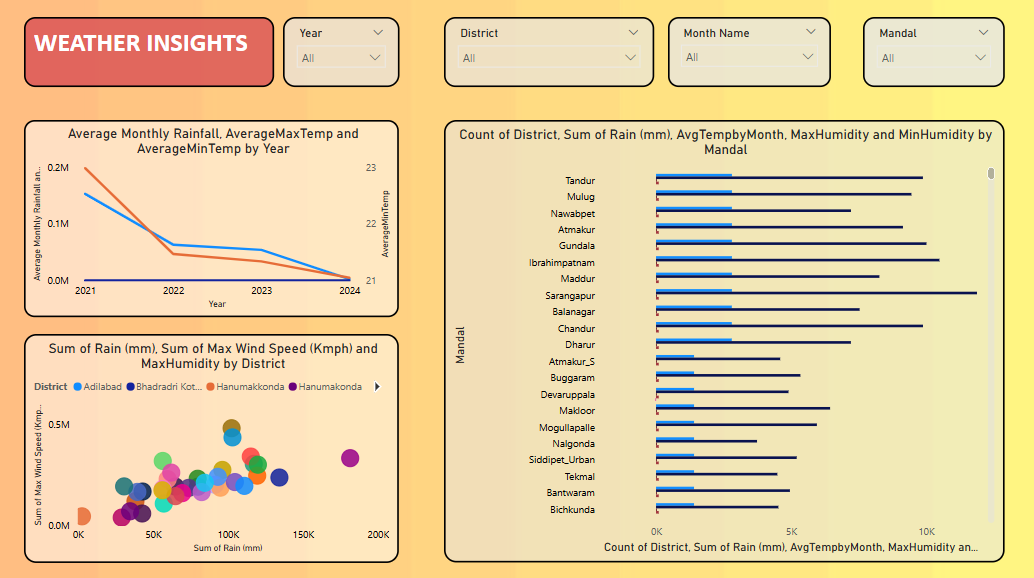 WEATHER INSIGHTS
Year
All
District
All
Month Name
All
Mandal
All
Average Monthly Rainfall, AverageMaxTemp and
AverageMinTemp by Year
Average Monthly Rainfall an...
0.2M
0.1M
0.0M
23
22
21
AverageMinTemp
2021
2022
2023
2024
Year
Sum of Rain (mm), Sum of Max Wind Speed (Kmph) and
MaxHumidity by District
District
Adilabad
Bhadradri Kot...
Hanumakkonda
Hanumakonda
Sum of Max Wind Speed (Kmp...
0.5M
0.0M
0K
50K
100K
150K
200K
Sum of Rain (mm)
Count of District, Sum of Rain (mm), AvgTempbyMonth, MaxHumidity and MinHumidity by
Mandal
Mandal
Tandur
Mulug
Nawabpet
Atmakur
Gundala
Ibrahimpatnam
Maddur
Sarangapur
Balanagar
Chandur
Dharur
Atmakur_S
Buggaram
Devaruppala
Makloor
Mogullapalle
Nalgonda
Siddipet_Urban
Tekmal
Bantwaram
Bichkunda
0K
5K
10K
Count of District, Sum of Rain (mm), AvgTempbyMonth, MaxHumidity an...